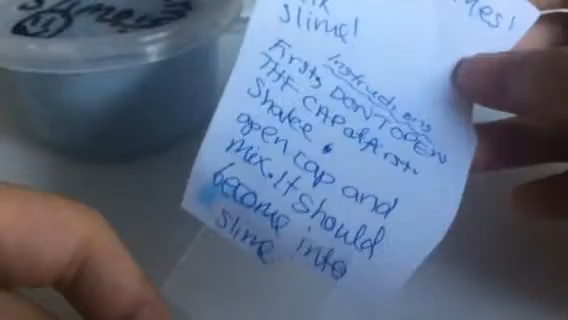 slime
slime!
Instructions
First, DON'T OPEN
THE CAP at first.
Shake.
open cap and
mix. It should
become into
slime